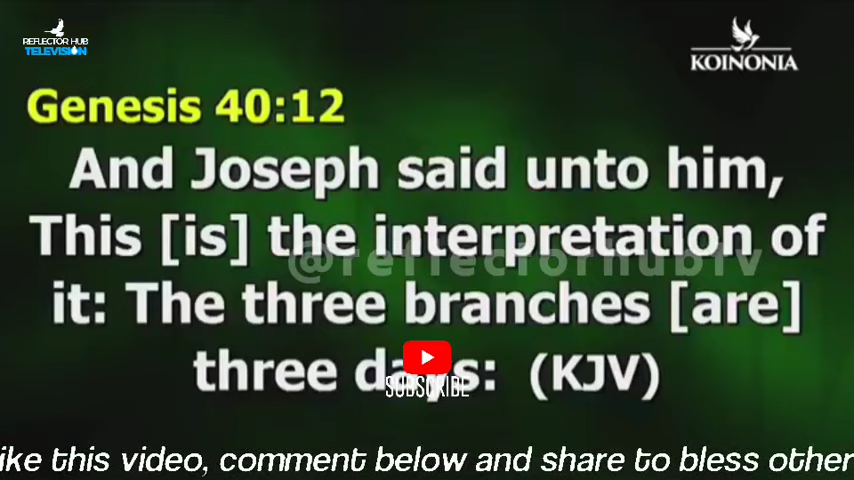 REFLECTOR HUB
TELEVISION
KOINONIA
Genesis 40:12
And Joseph said unto him,
This [is] the interpretation of
@reflectorhubtv
it: The three branches [are]
three days: (KJV)
SUBSCRIBE
ike this video, comment below and share to bless other